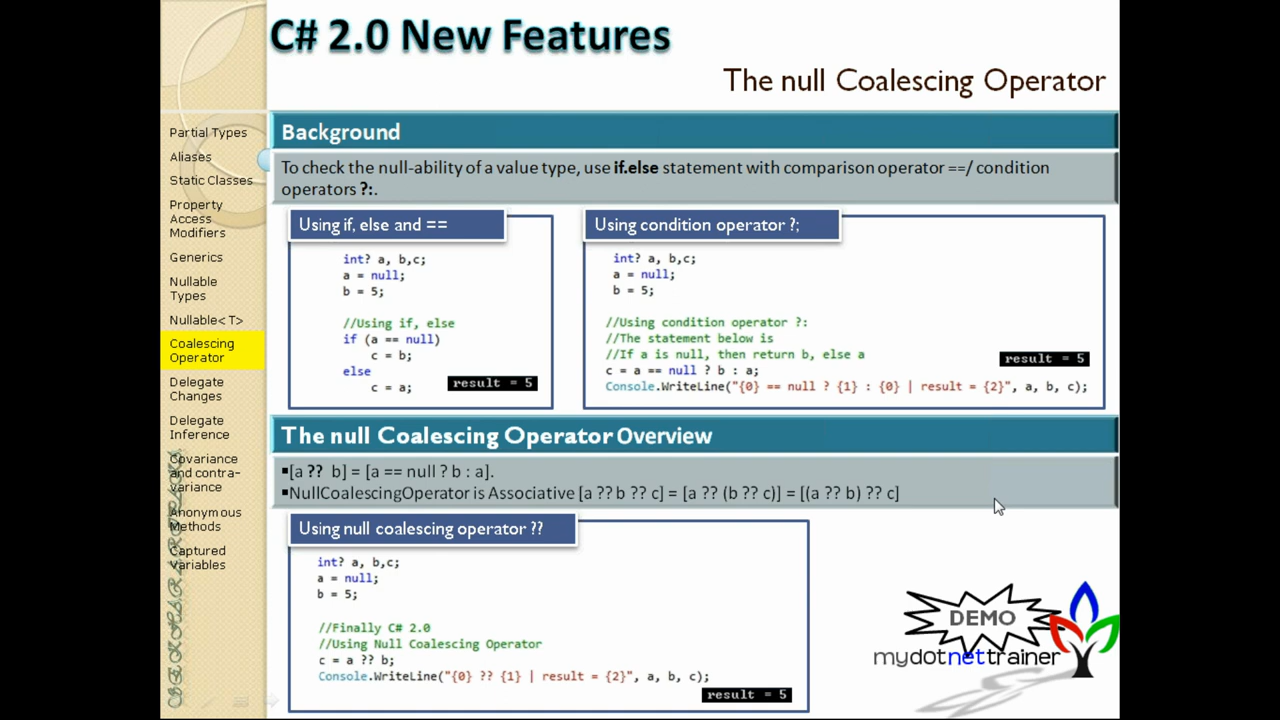 C# 2.0 New Features
The null Coalescing Operator
Partial Types
Aliases
Static Classes
Property
Access
Modifiers
Generics
Nullable
Types
Nullable< T>
Coalescing
Operator
Delegate
Changes
Delegate
Inference
Covariance
and contra-
variance
Anonymous
Methods
Captured
Variables
Background
To check the null-ability of a value type, use if.else statement with comparison operator ==/ condition
operators ?:.
Using if, else and ==
int? a, b,c;
a = null;
b = 5;
//Using if, else
if (a == null)
c = b;
else
c = a;
result = 5
Using condition operator ?;
int? a, b,c;
a = null;
b = 5;
//Using condition operator ?:
//The statement below is
//If a is null, then return b, else a
c = a == null ? b : a;
Console.WriteLine("{0} == null ? {1} : {0} | result = {2}", a, b, c);
result = 5
The null Coalescing Operator Overview
▪[a ?? b] = [a == null ? b : a].
▪NullCoalescingOperator is Associative [a ?? b ?? c] = [a ?? (b ?? c)] = [(a ?? b) ?? c]
Using null coalescing operator ??
int? a, b,c;
a = null;
b = 5;
//Finally C# 2.0
//Using Null Coalescing Operator
c = a ?? b;
Console.WriteLine("{0} ?? {1} | result = {2}", a, b, c);
result = 5
DEMO
mydotnettrainer